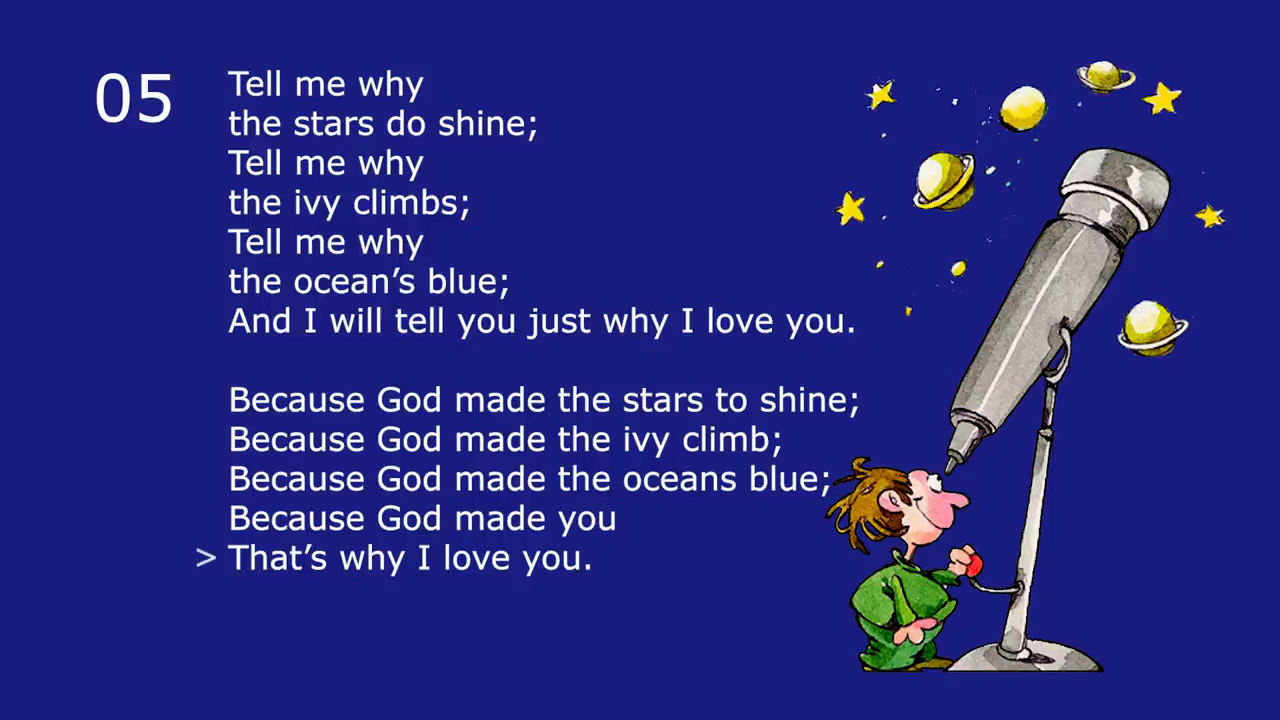 05
Tell me why
the stars do shine;
Tell me why
the ivy climbs;
Tell me why
the ocean’s blue;
And I will tell you just why I love you.
Because God made the stars to shine;
Because God made the ivy climb;
Because God made the oceans blue;
Because God made you
> That’s why I love you.